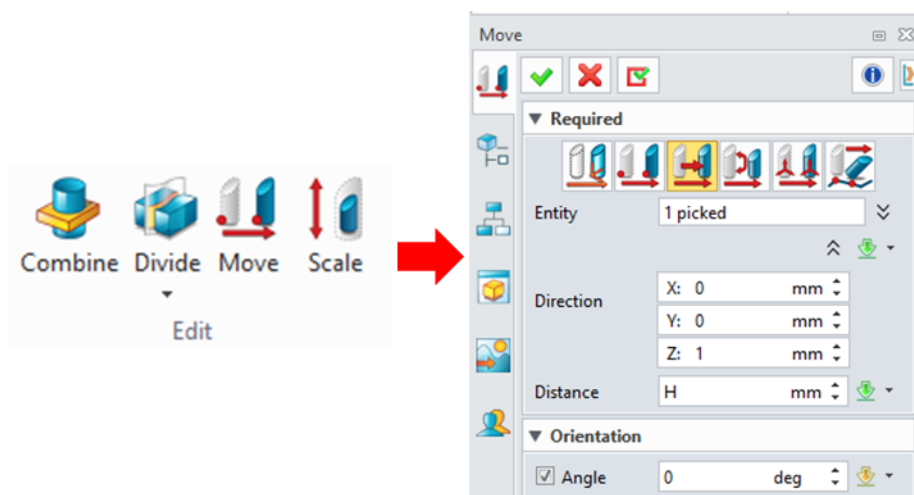 Combine Divide Move Scale
Edit
Move
Required
Entity 1 picked
Direction X: 0 mm
Y: 0 mm
Z: 1 mm
Distance H mm
Orientation
Angle 0 deg